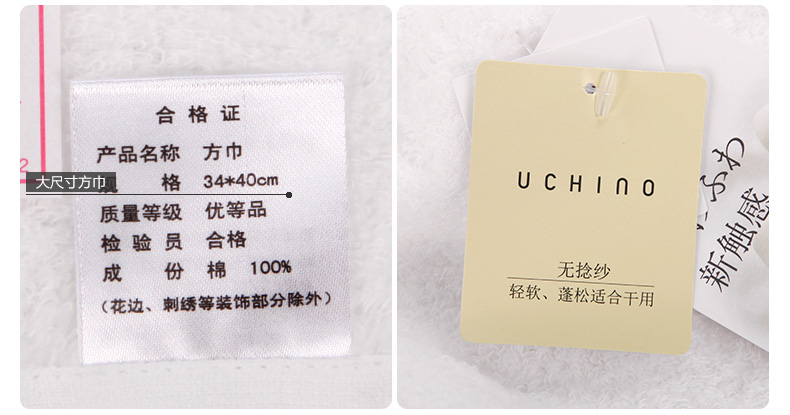 合格证
产品名称 方巾
大尺寸方巾
格 34*40cm
质量等级 优等品
检验员 合格
成份 棉 100%
(花边、刺绣等装饰部分除外)
2
UCHINO
无捻纱
轻软、蓬松适合干用
ふわ
新触感